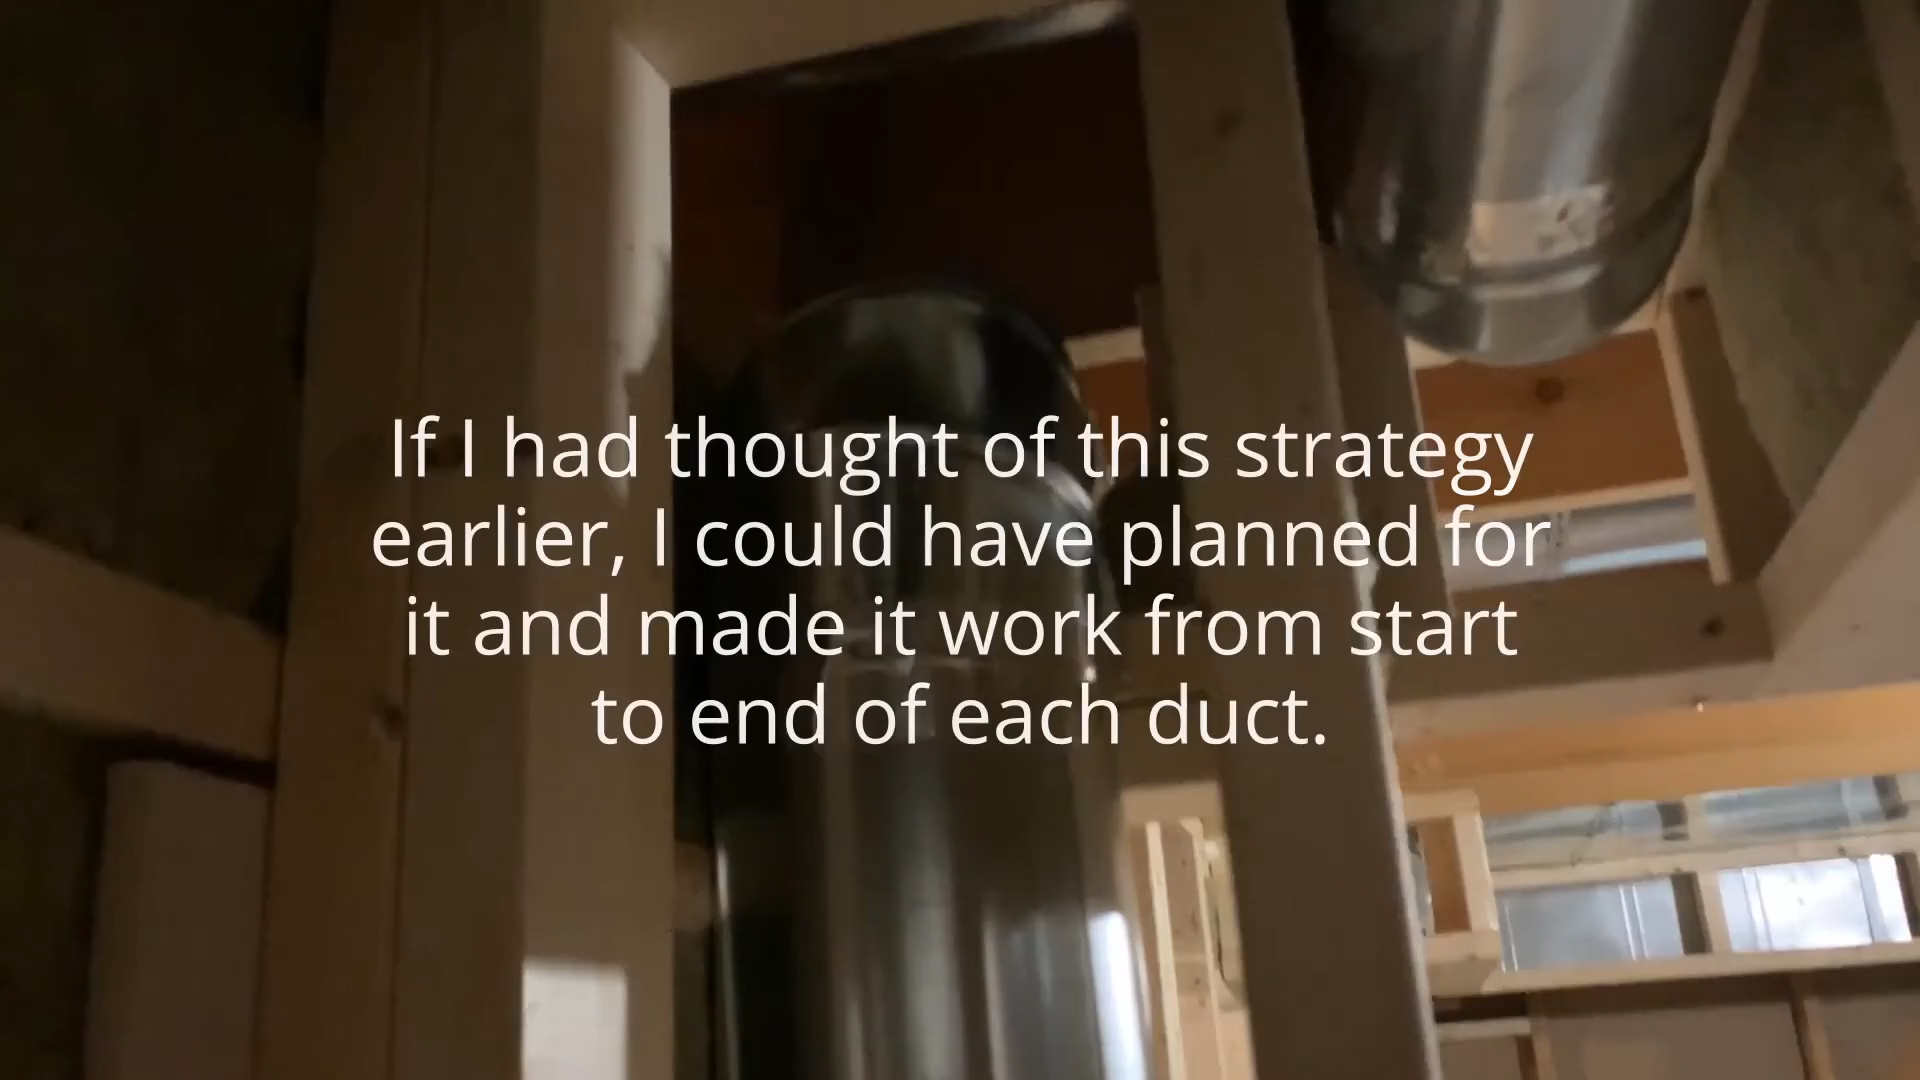 If I had thought of this strategy
earlier, I could have planned for
it and made it work from start
to end of each duct.